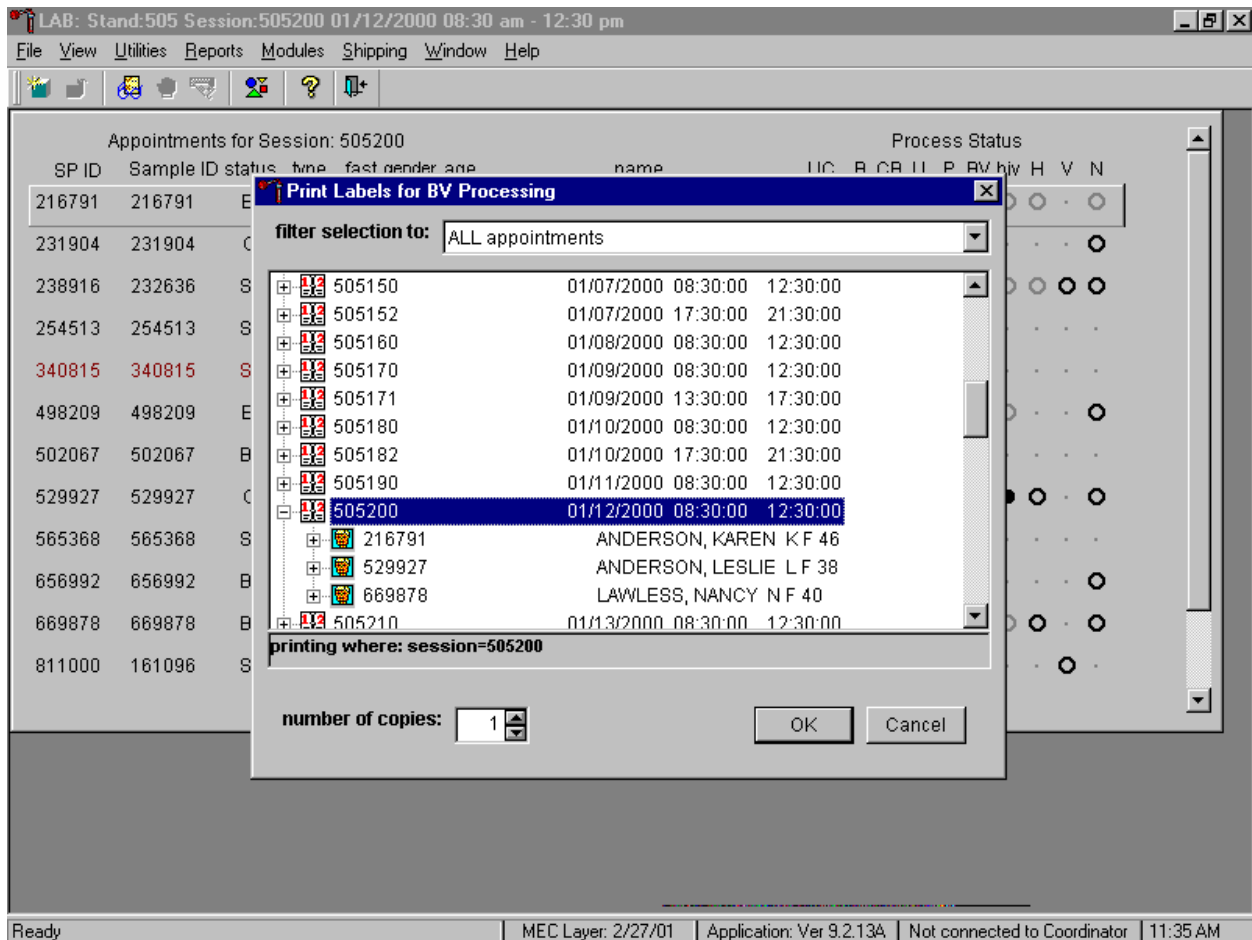 LAB: Stand:505 Session:505200 01/12/2000 08:30 am - 12:30 pm
File View Utilities Reports Modules Shipping Window Help
Appointments for Session: 505200 Process Status
SP ID Sample ID status type fast gender age name UC B CB U P BV hiv H V N
Print Labels for BV Processing
216791 216791 E
filter selection to: ALL appointments
231904 231904
505150 01/07/2000 08:30:00 12:30:00
238916 232636 S
505152 01/07/2000 17:30:00 21:30:00
254513 254513 S
505160 01/08/2000 08:30:00 12:30:00
340815 340815 S
505170 01/09/2000 08:30:00 12:30:00
505171 01/09/2000 13:30:00 17:30:00
498209 498209 E
505180 01/10/2000 08:30:00 12:30:00
502067 502067 B
505182 01/10/2000 17:30:00 21:30:00
505190 01/11/2000 08:30:00 12:30:00
529927 529927
505200 01/12/2000 08:30:00 12:30:00
216791 ANDERSON, KAREN K F 46
565368 565368 S
529927 ANDERSON, LESLIE L F 38
656992 656992 B
669878 LAWLESS, NANCY N F 40
669878 669878 B
505210 01/13/2000 08:30:00 12:30:00
printing where: session=505200
811000 161096 S
number of copies: 1
OK Cancel
Ready MEC Layer: 2/27/01 Application: Ver 9.2.13A Not connected to Coordinator 11:35 AM